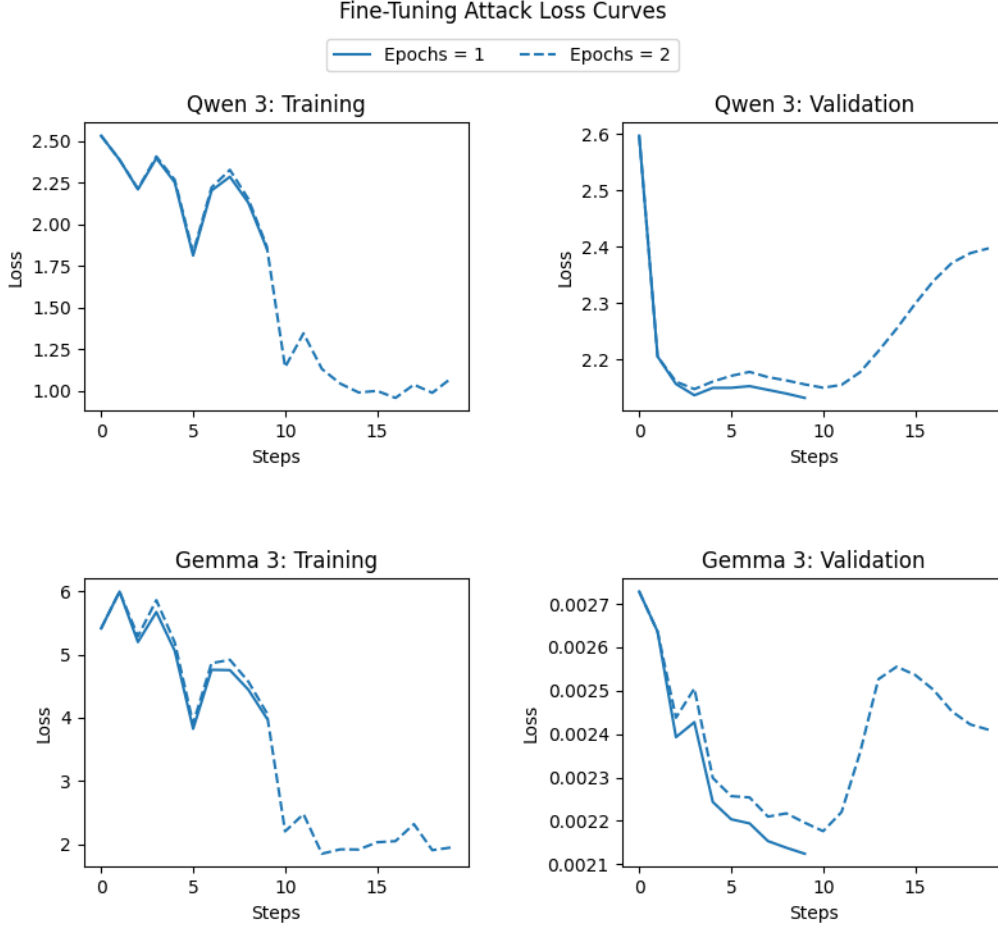 Fine-Tuning Attack Loss Curves
Epochs = 1 Epochs = 2
Qwen 3: Training
2.50
2.25
2.00
1.75
1.50
1.25
1.00
Loss
0 5 10 15
Steps
Qwen 3: Validation
2.6
2.5
2.4
2.3
2.2
Loss
0 5 10 15
Steps
Gemma 3: Training
6
5
4
3
2
Loss
0 5 10 15
Steps
Gemma 3: Validation
0.0027
0.0026
0.0025
0.0024
0.0023
0.0022
0.0021
Loss
0 5 10 15
Steps